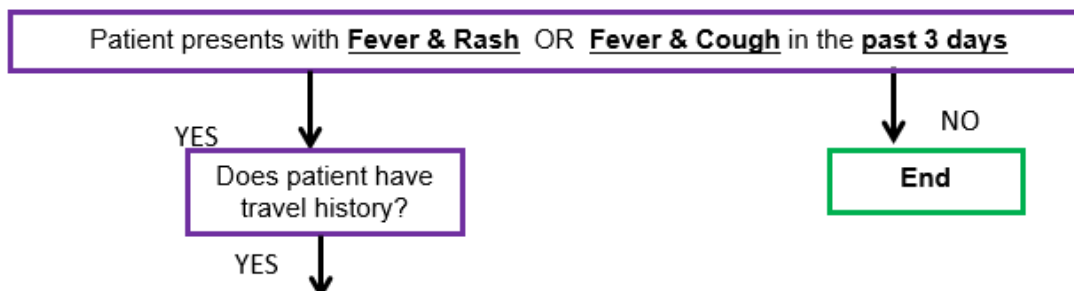 Patient presents with Fever & Rash OR Fever & Cough in the past 3 days
YES
NO
Does patient have
travel history?
End
YES